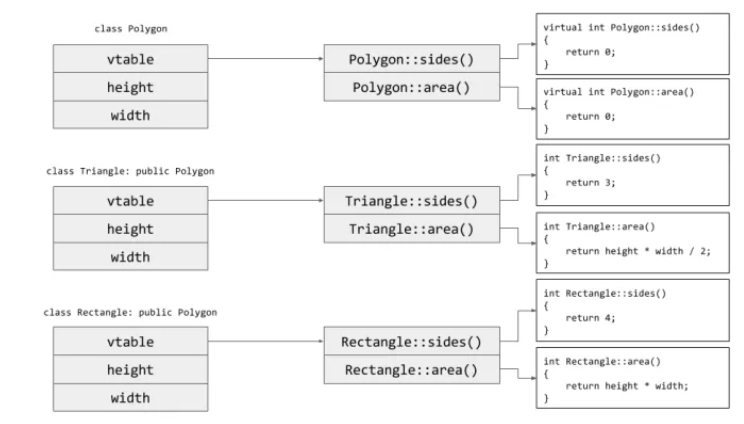 class Polygon
vtable
height
width
Polygon::sides()
Polygon::area()
virtual int Polygon::sides()
{
    return 0;
}
virtual int Polygon::area()
{
    return 0;
}
class Triangle: public Polygon
vtable
height
width
Triangle::sides()
Triangle::area()
int Triangle::sides()
{
    return 3;
}
int Triangle::area()
{
    return height * width / 2;
}
class Rectangle: public Polygon
vtable
height
width
Rectangle::sides()
Rectangle::area()
int Rectangle::sides()
{
    return 4;
}
int Rectangle::area()
{
    return height * width;
}